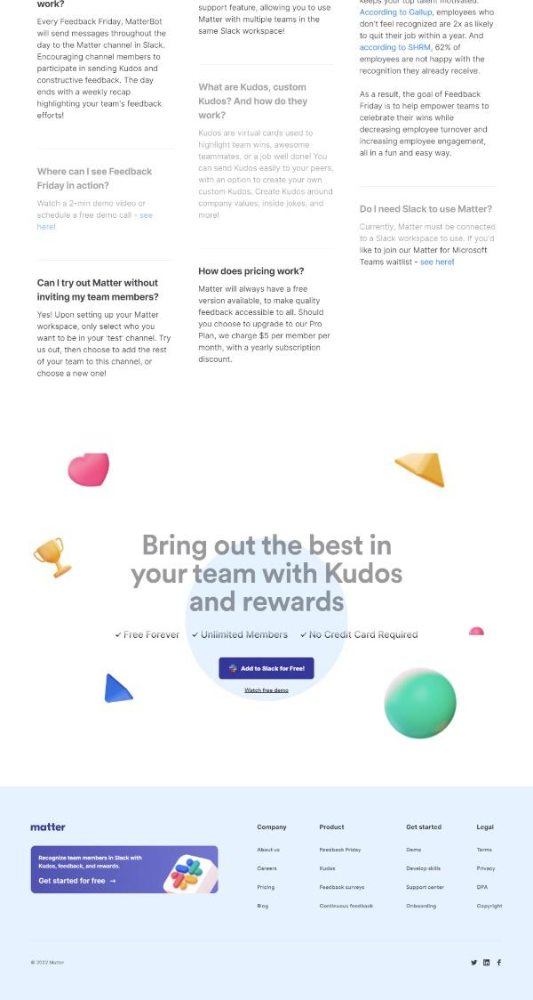 work?
Every Feedback Friday, MatterBot
will send messages throughout the
day to the Matter channel in Slack.
Encouraging channel members to
participate in sending Kudos and
constructive feedback. The day
ends with a weekly recap
highlighting your team's feedback
efforts!
Where can I see Feedback
Friday in action?
Watch a 2-min demo video or
schedule a free demo call - see
here!
Can I try out Matter without
inviting my team members?
Yes! Upon setting up your Matter
workspace, only select who you
want to be in your 'test' channel. Try
us out, then choose to add the rest
of your team to this channel, or
choose a new one!
support feature, allowing you to use
Matter with multiple teams in the
same Slack workspace!
What are Kudos, custom
Kudos? And how do they
work?
Kudos are virtual cards used to
highlight team wins, awesome
teammates, or a job well done! You
can send Kudos easily to your peers,
with an option to create your own
custom Kudos. Create Kudos around
company values, inside jokes, and
more!
How does pricing work?
Matter will always have a free
version available, to make quality
feedback accessible to all. Should
you choose to upgrade to our Pro
Plan, we charge $5 per member per
month, with a yearly subscription
discount.
keeps your top talent motivated.
According to Gallup, employees who
don't feel recognized are 2x as likely
to quit their job within a year. And
according to SHRM, 62% of
employees are not happy with the
recognition they already receive.
As a result, the goal of Feedback
Friday is to help empower teams to
celebrate their wins while
decreasing employee turnover and
increasing employee engagement,
all in a fun and easy way.
Do I need Slack to use Matter?
Currently, Matter must be connected
to a Slack workspace to use. If you'd
like to join our Matter for Microsoft
Teams waitlist - see here!
Bring out the best in
your team with Kudos
and rewards
✓ Free Forever ✓ Unlimited Members ✓ No Credit Card Required
Add to Slack for Free!
Watch free demo
matter
Recognize team members in Slack with
Kudos, feedback, and rewards.
Get started for free →
Company
About us
Careers
Pricing
Blog
Product
Feedback Friday
Kudos
Feedback surveys
Continuous feedback
Get started
Demo
Develop skills
Support center
Onboarding
Legal
Terms
Privacy
DPA
Copyright
© 2022 Matter